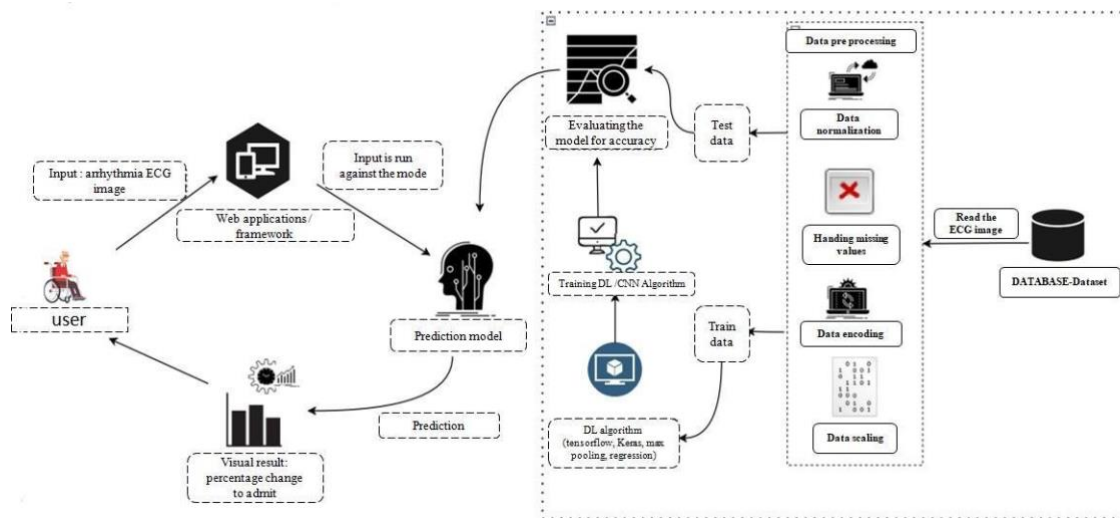 Input : arrhythmia ECG
image
Web applications /
framework
Input is run
against the mode
user
Prediction model
Prediction
Visual result:
percentage change
to admit
Evaluating the
model for accuracy
Test
data
Training DL /CNN Algorithm
Train
data
DL algorithm
(tensorflow, Keras, max
pooling, regression)
Data pre processing
Data
normalization
Handing missing
values
Data encoding
Data scaling
Read the
ECG image
DATABASE-Dataset